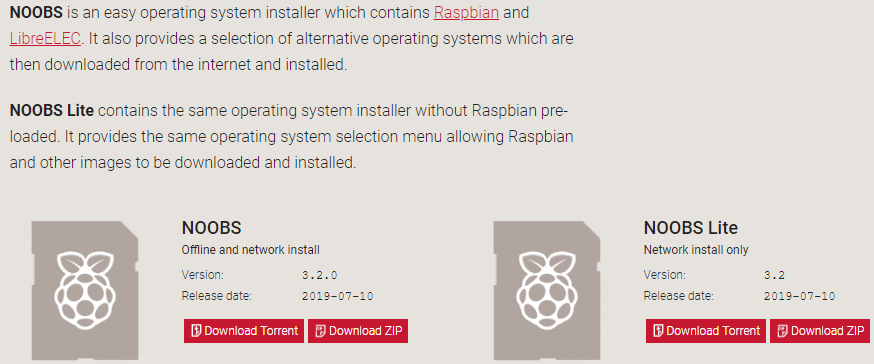 NOOBS is an easy operating system installer which contains Raspbian and
LibreELEC. It also provides a selection of alternative operating systems which are
then downloaded from the internet and installed.
NOOBS Lite contains the same operating system installer without Raspbian pre-
loaded. It provides the same operating system selection menu allowing Raspbian
and other images to be downloaded and installed.
NOOBS
Offline and network install
Version: 3.2.0
Release date: 2019-07-10
Download Torrent Download ZIP
NOOBS Lite
Network install only
Version: 3.2
Release date: 2019-07-10
Download Torrent Download ZIP